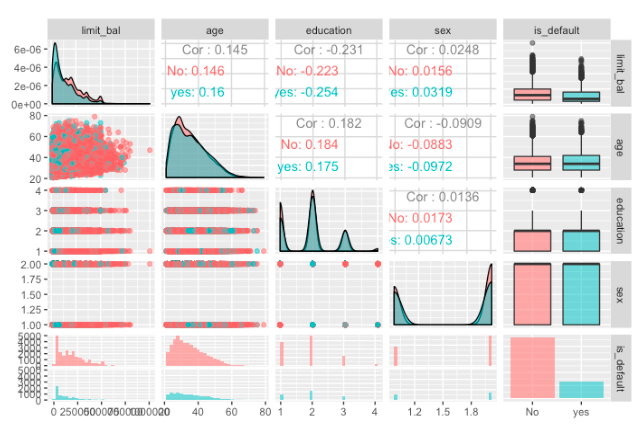 limit_bal age education sex is_default
6e-06 Cor : 0.145 Cor : -0.231 Cor : 0.0248 limit_bal
4e-06 No: 0.146 No: -0.223 No: 0.0156
2e-06 yes: 0.16 yes: -0.254 yes: 0.0319
0e+00
80 Cor : 0.182 Cor : -0.0909 age
60 No: 0.184 No: -0.0883
40 yes: 0.175 yes: -0.0972
20
4 Cor : 0.0136 education
3 No: 0.0173
2 s: 0.00673
1
2.00 sex
1.75
1.50
1.25
1.00
5000 is_default
4000
3000
2000
1000
5000
4000
3000
2000
1000
0
0 250000 500000 750000 1000000 20 40 60 80 1 2 3 4 1.2 1.5 1.8 No yes